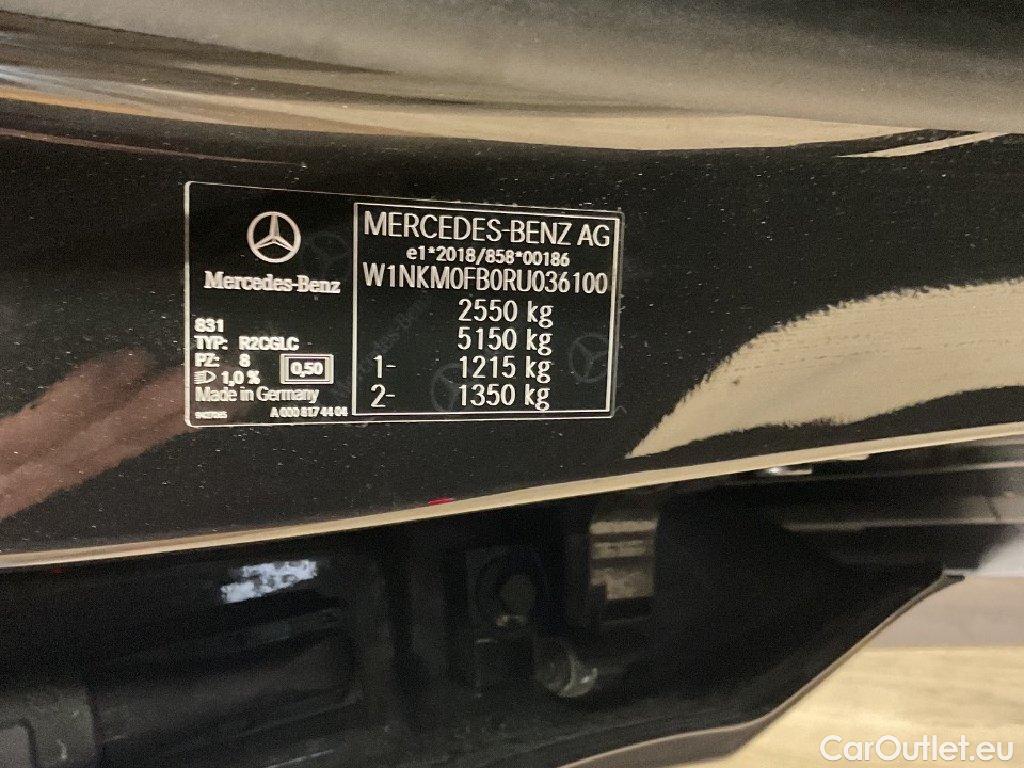 Mercedes-Benz
831
TYP: R2CGLC
PZ: 8
0,50
1,0 %
Made in Germany
A 000 817 44 04
MERCEDES-BENZ AG
e1*2018/858*00186
W1NKM0FB0RU036100
2550 kg
5150 kg
1- 1215 kg
2- 1350 kg
CarOutlet.eu